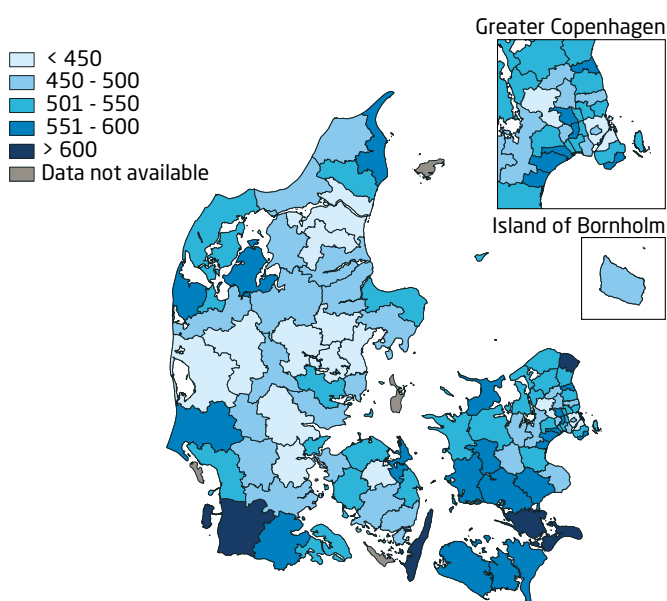 Greater Copenhagen
< 450
450 - 500
501 - 550
551 - 600
> 600
Data not available
Island of Bornholm